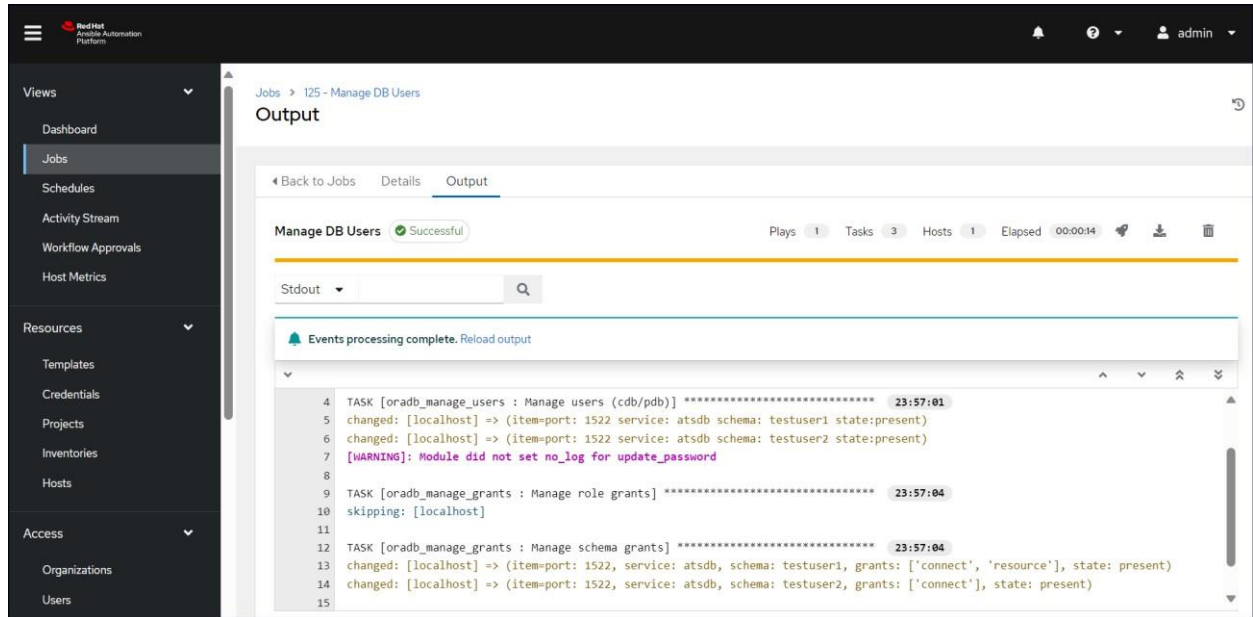 Red Hat
Ansible Automation
Platform
admin
Views
Dashboard
Jobs
Schedules
Activity Stream
Workflow Approvals
Host Metrics
Resources
Templates
Credentials
Projects
Inventories
Hosts
Access
Organizations
Users
Jobs > 125 - Manage DB Users
Output
Back to Jobs Details Output
Manage DB Users Successful Plays 1 Tasks 3 Hosts 1 Elapsed 00:00:14
Stdout
Events processing complete. Reload output
4 TASK [oradb_manage_users : Manage users (cdb/pdb)] ***************************** 23:57:01
5 changed: [localhost] => (item=port: 1522 service: atsdb schema: testuser1 state:present)
6 changed: [localhost] => (item=port: 1522 service: atsdb schema: testuser2 state:present)
7 [WARNING]: Module did not set no_log for update_password
8
9 TASK [oradb_manage_grants : Manage role grants] ******************************** 23:57:04
10 skipping: [localhost]
11
12 TASK [oradb_manage_grants : Manage schema grants] ****************************** 23:57:04
13 changed: [localhost] => (item=port: 1522, service: atsdb, schema: testuser1, grants: ['connect', 'resource'], state: present)
14 changed: [localhost] => (item=port: 1522, service: atsdb, schema: testuser2, grants: ['connect'], state: present)
15